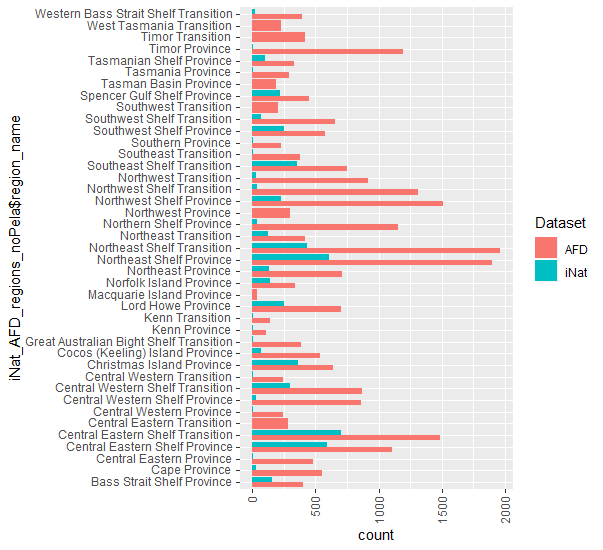 Western Bass Strait Shelf Transition
West Tasmania Transition
Timor Transition
Timor Province
Tasmanian Shelf Province
Tasmania Province
Tasman Basin Province
Spencer Gulf Shelf Province
Southwest Transition
Southwest Shelf Transition
Southwest Shelf Province
Southern Province
Southeast Transition
Southeast Shelf Transition
Northwest Transition
Northwest Shelf Transition
Northwest Shelf Province
Northwest Province
Northern Shelf Province
Northeast Transition
Northeast Shelf Transition
Northeast Shelf Province
Northeast Province
Norfolk Island Province
Macquarie Island Province
Lord Howe Province
Kenn Transition
Kenn Province
Great Australian Bight Shelf Transition
Cocos (Keeling) Island Province
Christmas Island Province
Central Western Transition
Central Western Shelf Transition
Central Western Shelf Province
Central Western Province
Central Eastern Transition
Central Eastern Shelf Transition
Central Eastern Shelf Province
Central Eastern Province
Cape Province
Bass Strait Shelf Province
iNat_AFD_regions_noPela$region_name
0
500
1000
1500
2000
count
Dataset
AFD
iNat